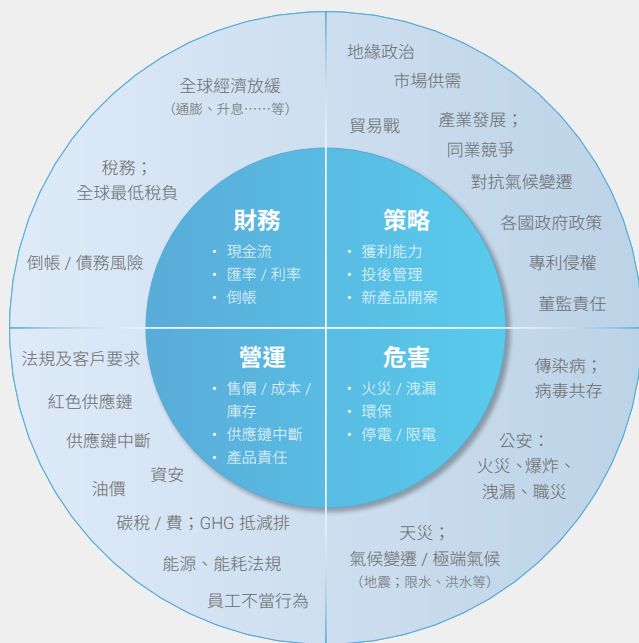 全球經濟放緩
（通膨、升息⋯⋯等）
稅務；
全球最低稅負
倒帳 / 債務風險
地緣政治
市場供需
貿易戰
產業發展；
同業競爭
對抗氣候變遷
各國政府政策
專利侵權
董監責任
財務
• 現金流
• 匯率 / 利率
• 倒帳
策略
• 獲利能力
• 投後管理
• 新產品開案
營運
• 售價 / 成本 /
庫存
• 供應鏈中斷
• 產品責任
危害
• 火災 / 洩漏
• 環保
• 停電 / 限電
法規及客戶要求
紅色供應鏈
供應鏈中斷
資安
油價
碳稅 / 費；GHG 抵減排
能源、能耗法規
員工不當行為
傳染病；
病毒共存
公安：
火災、爆炸、
洩漏、職災
天災；
氣候變遷 / 極端氣候
（地震；限水、洪水等）